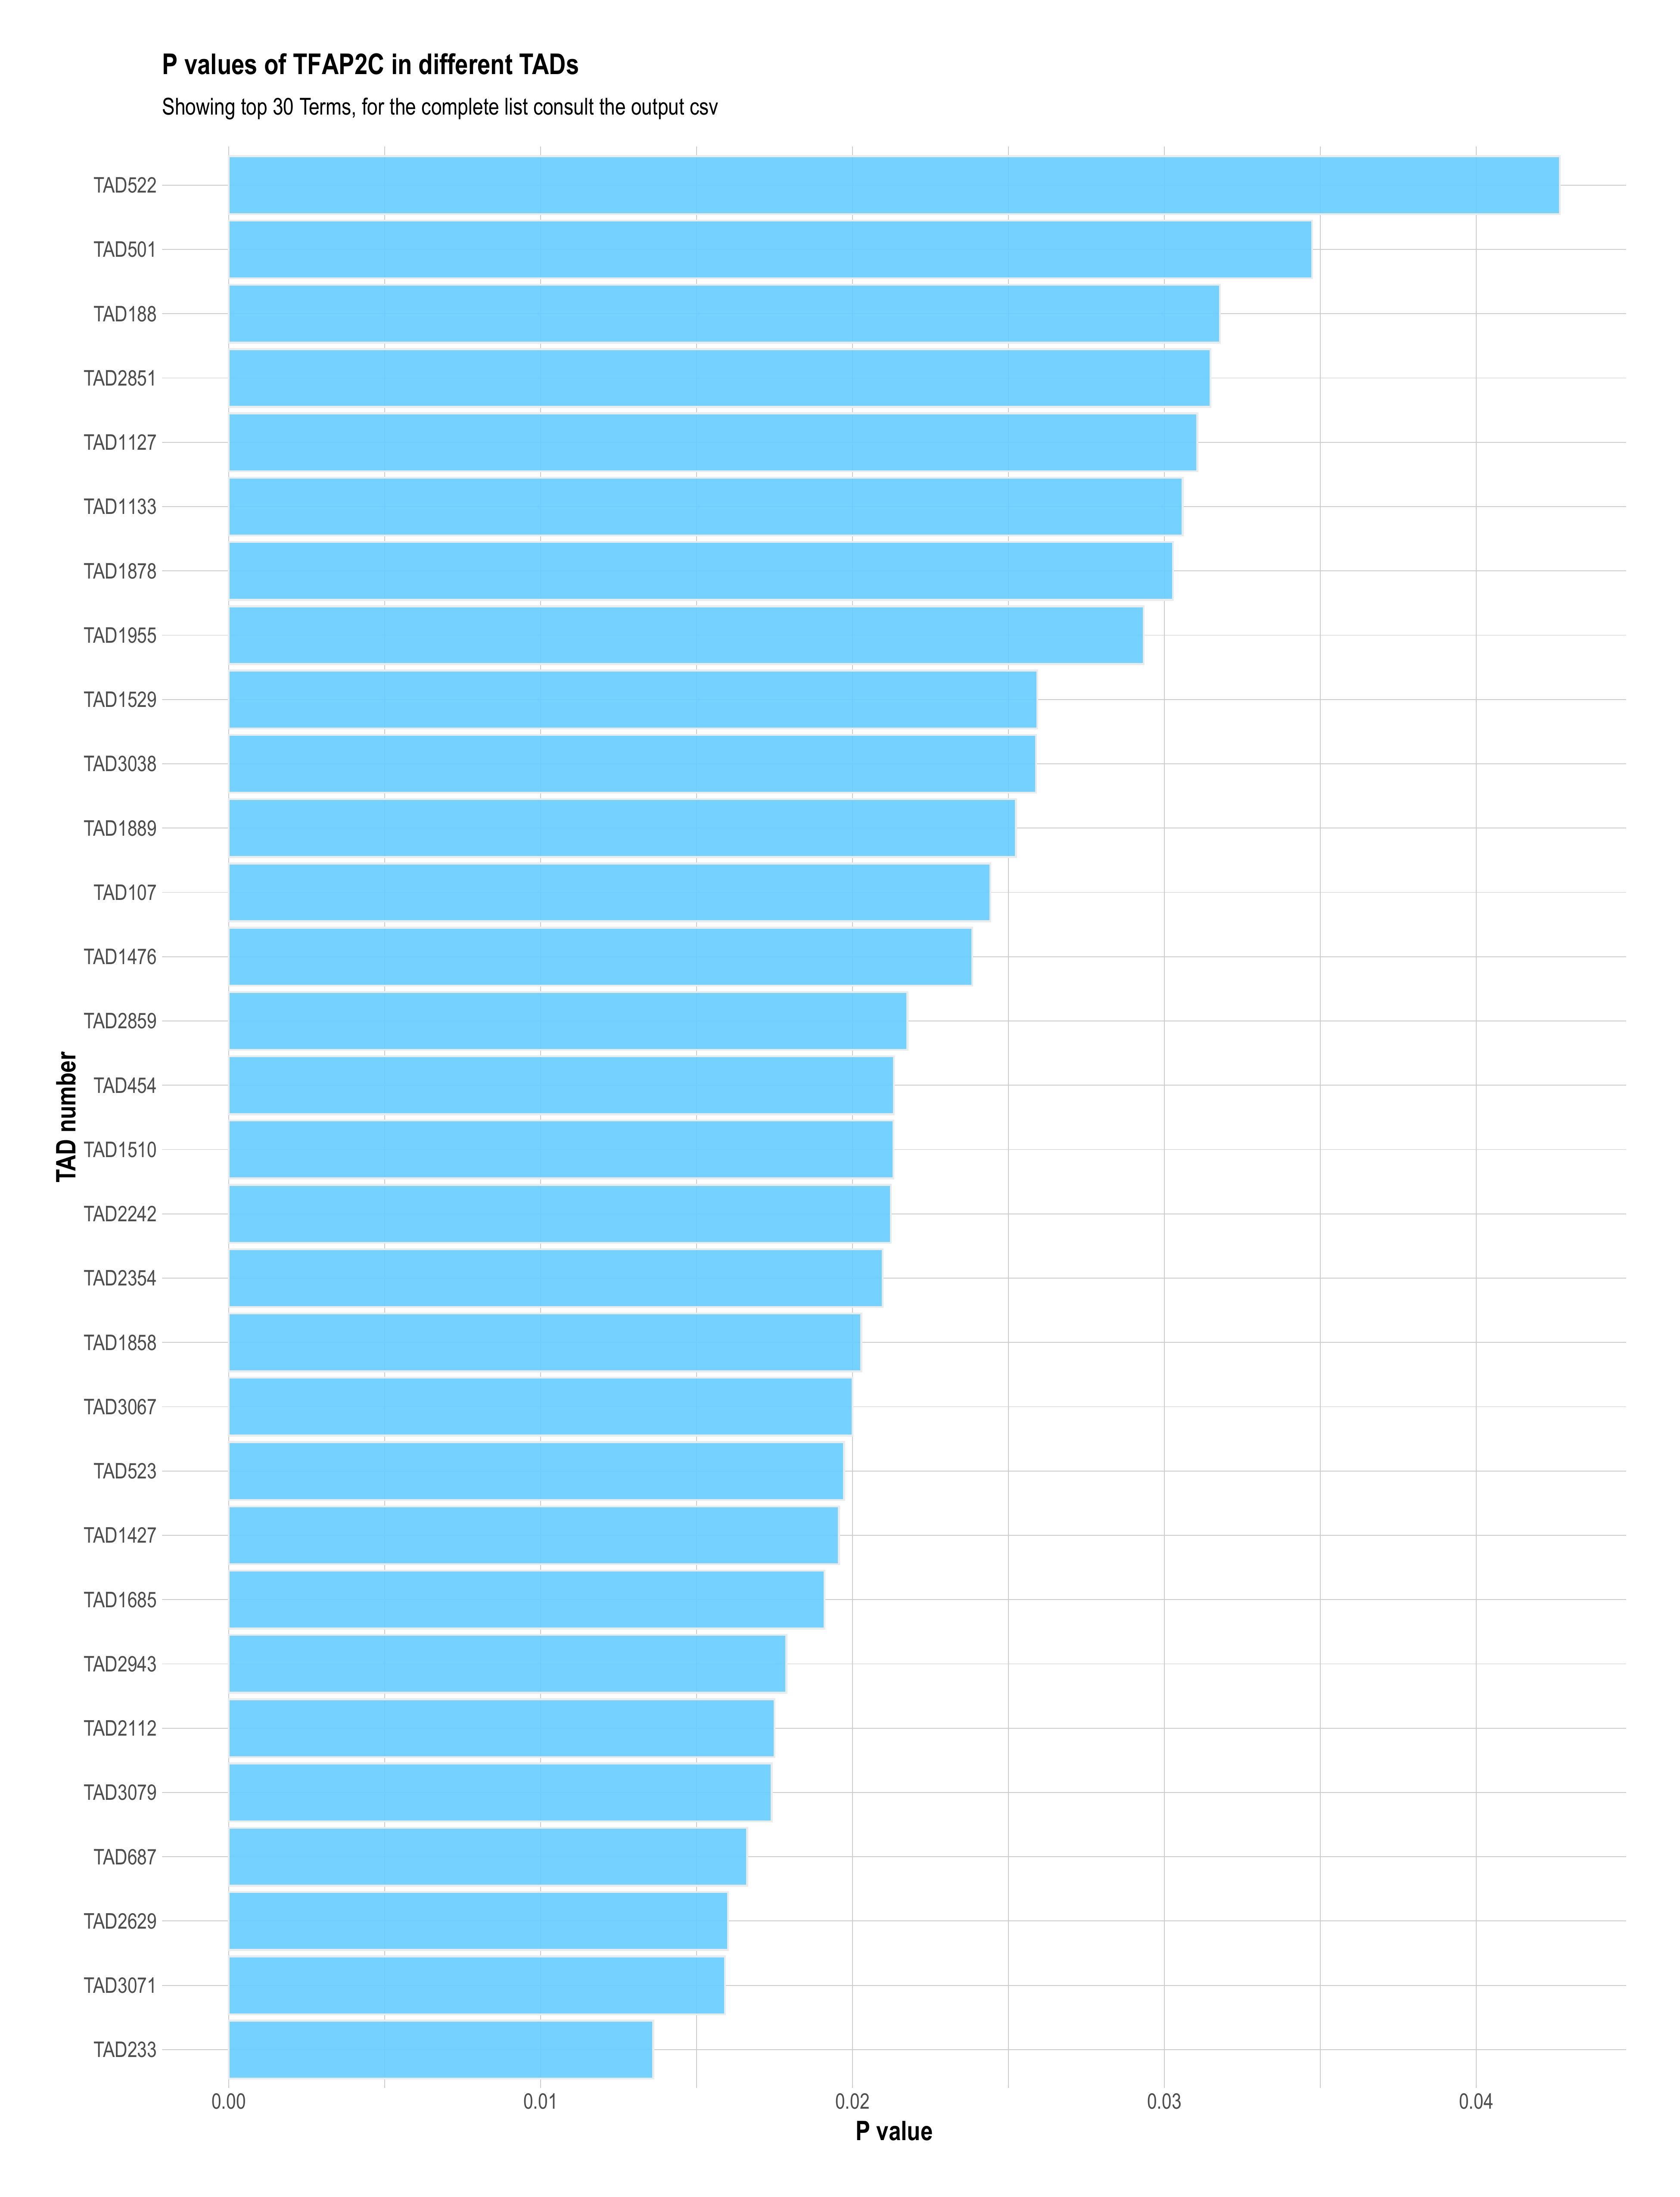 P values of TFAP2C in different TADs
Showing top 30 Terms, for the complete list consult the output csv
TAD522
TAD501
TAD188
TAD2851
TAD1127
TAD1133
TAD1878
TAD1955
TAD1529
TAD3038
TAD1889
TAD107
TAD1476
TAD2859
TAD454
TAD1510
TAD2242
TAD2354
TAD1858
TAD3067
TAD523
TAD1427
TAD1685
TAD2943
TAD2112
TAD3079
TAD687
TAD2629
TAD3071
TAD233
TAD number
0.00 0.01 0.02 0.03 0.04
P value